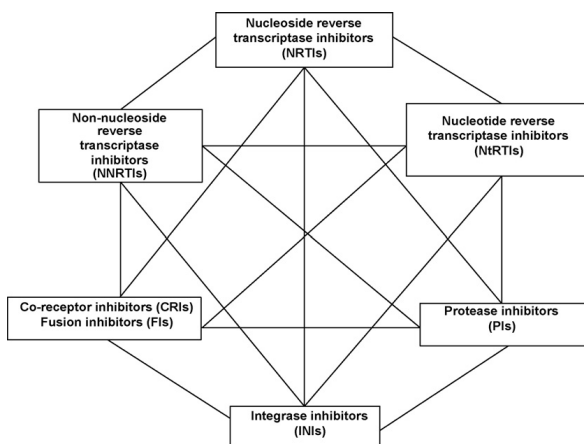 Nucleoside reverse
transcriptase inhibitors
(NRTIs)
Non-nucleoside
reverse
transcriptase
inhibitors
(NNRTIs)
Nucleotide reverse
transcriptase inhibitors
(NtRTIs)
Co-receptor inhibitors (CRIs)
Fusion inhibitors (FIs)
Protease inhibitors
(PIs)
Integrase inhibitors
(INIs)